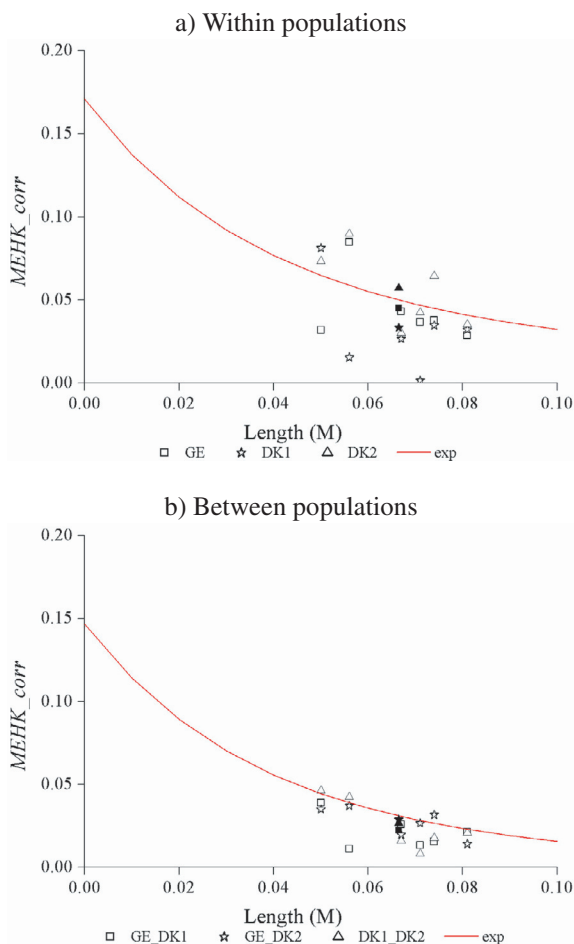 a) Within populations
0.20
0.15
0.10
0.05
0.00
MEHK_corr
0.00 0.02 0.04 0.06 0.08 0.10
Length (M)
GE DK1 DK2 exp
b) Between populations
0.20
0.15
0.10
0.05
0.00
MEHK_corr
0.00 0.02 0.04 0.06 0.08 0.10
Length (M)
GE_DK1 GE_DK2 DK1_DK2 exp